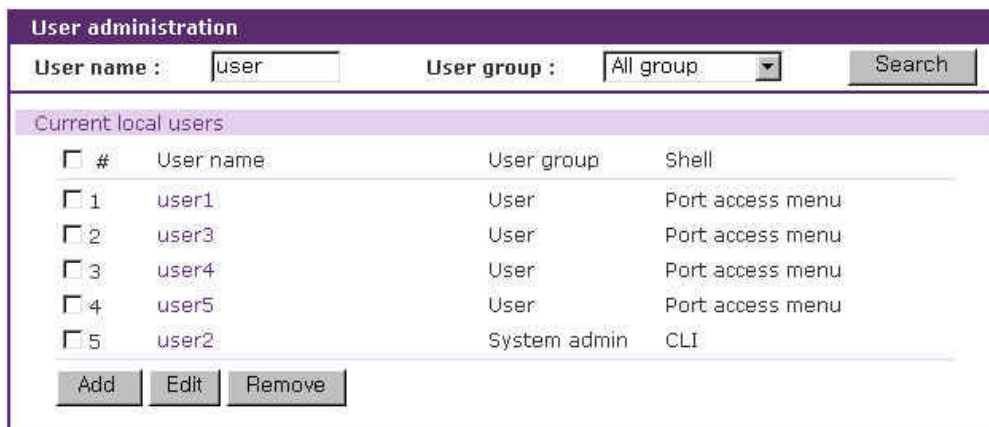 User administration
User name : user User group : All group Search
Current local users
# User name User group Shell
1 user1 User Port access menu
2 user3 User Port access menu
3 user4 User Port access menu
4 user5 User Port access menu
5 user2 System admin CLI
Add Edit Remove